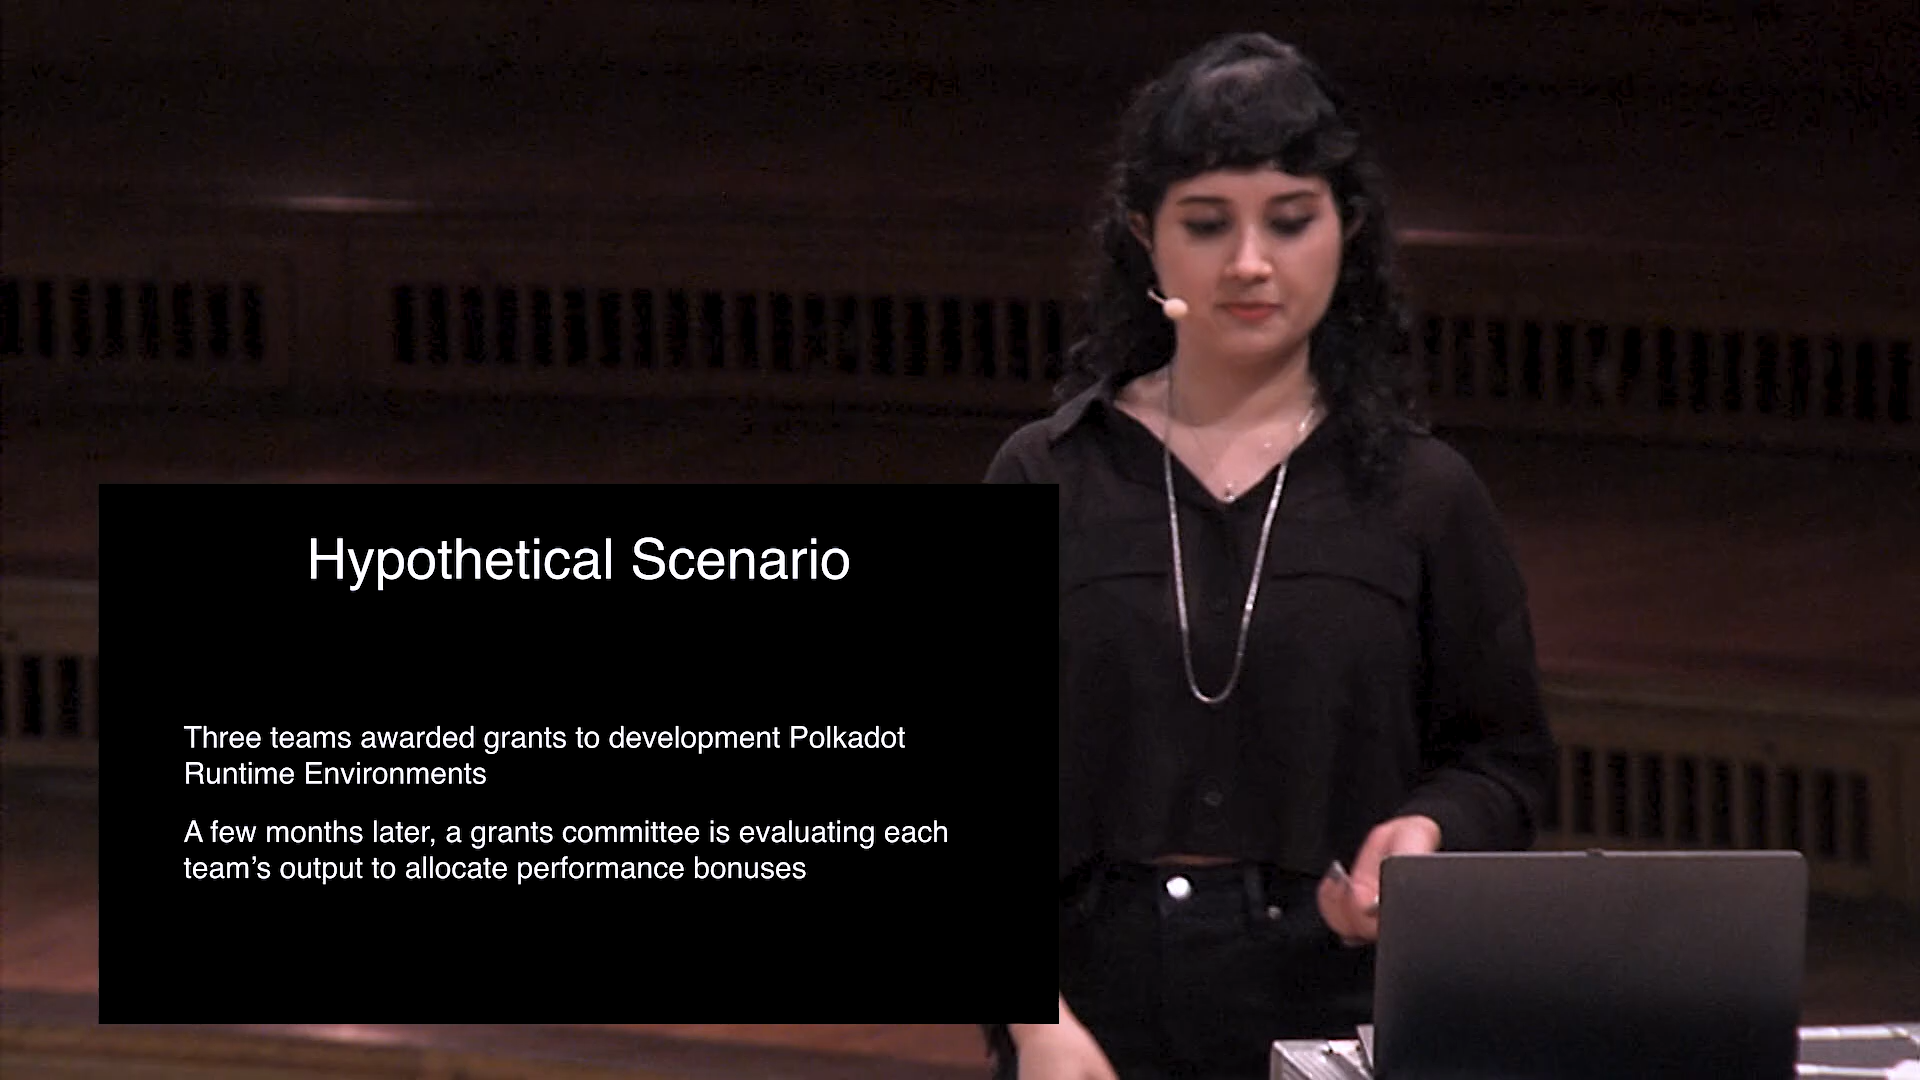 Hypothetical Scenario
Three teams awarded grants to development Polkadot
Runtime Environments
A few months later, a grants committee is evaluating each
team’s output to allocate performance bonuses